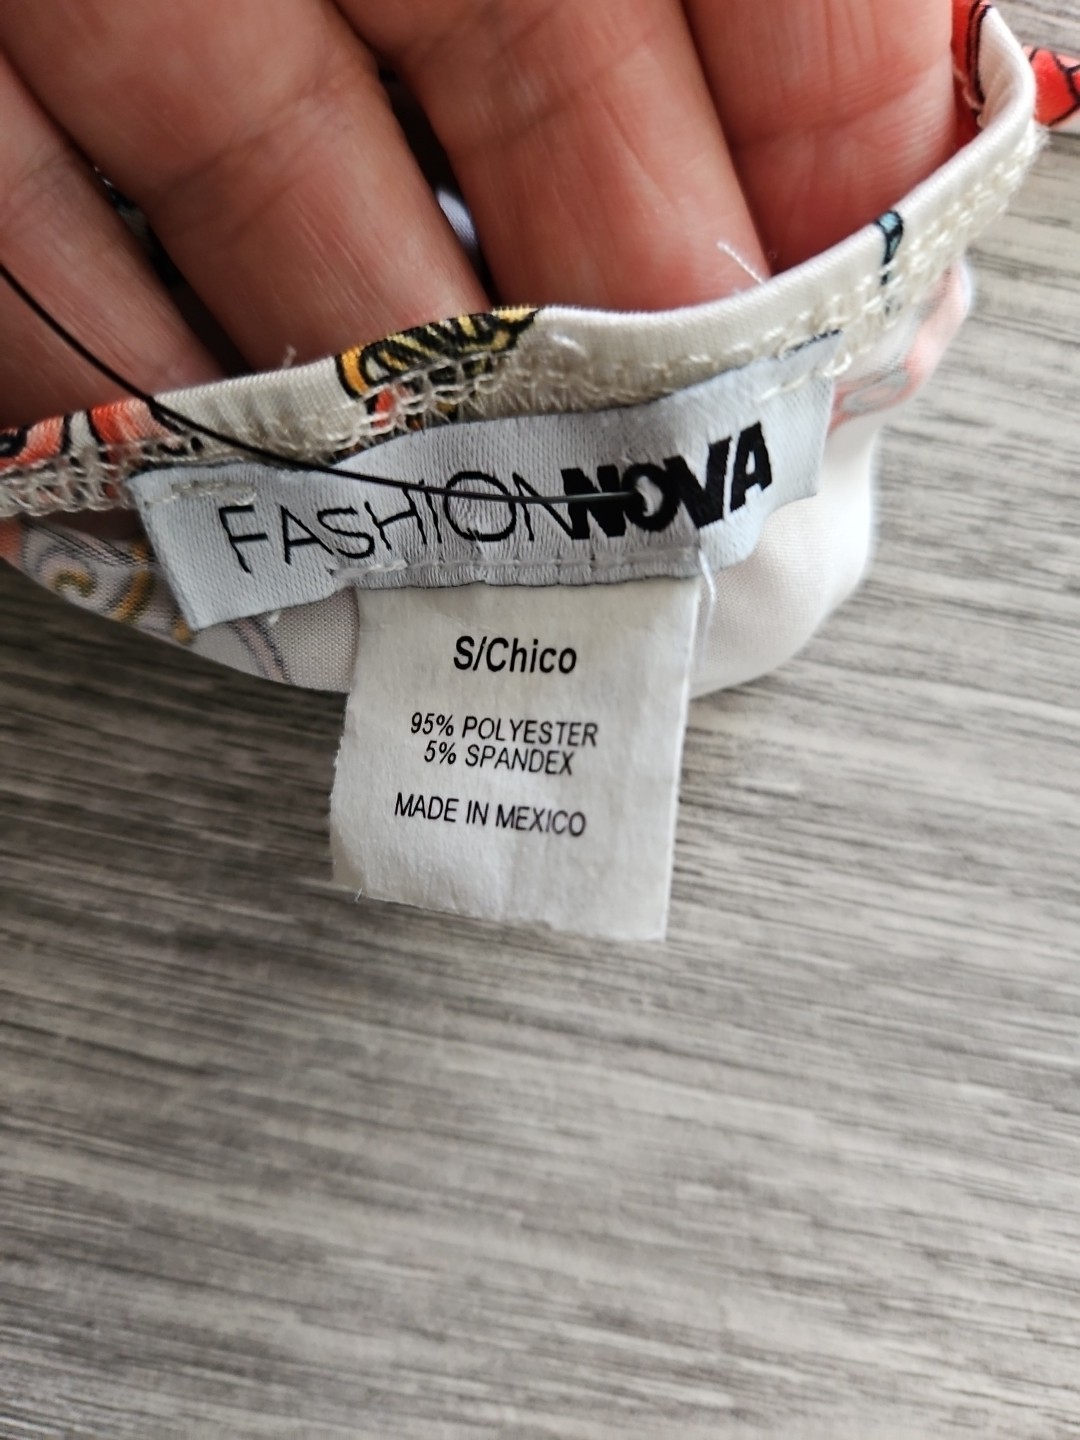 FASHIONNOVA
S/Chico
95% POLYESTER
5% SPANDEX
MADE IN MEXICO